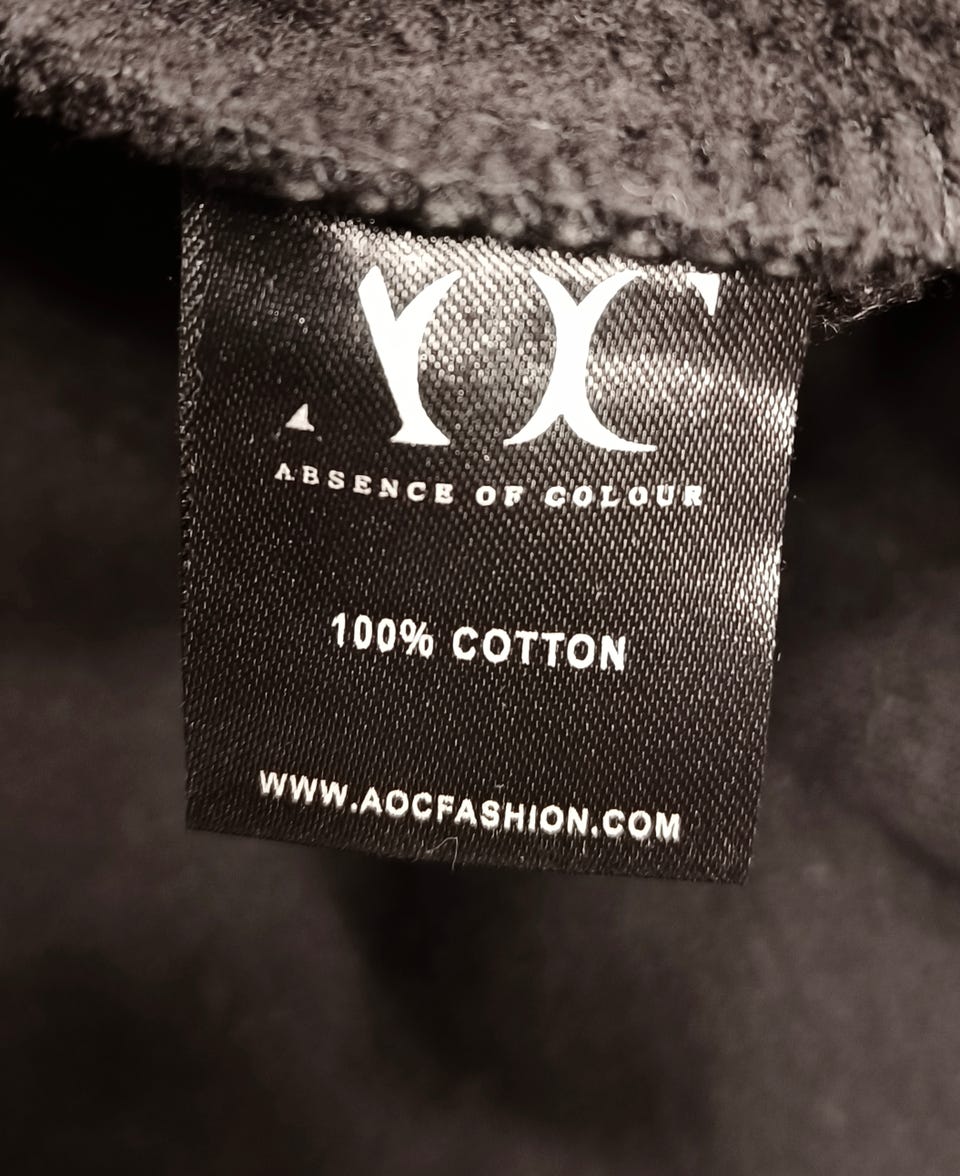 AOC
ABSENCE OF COLOUR
100% COTTON
WWW.AOCFASHION.COM